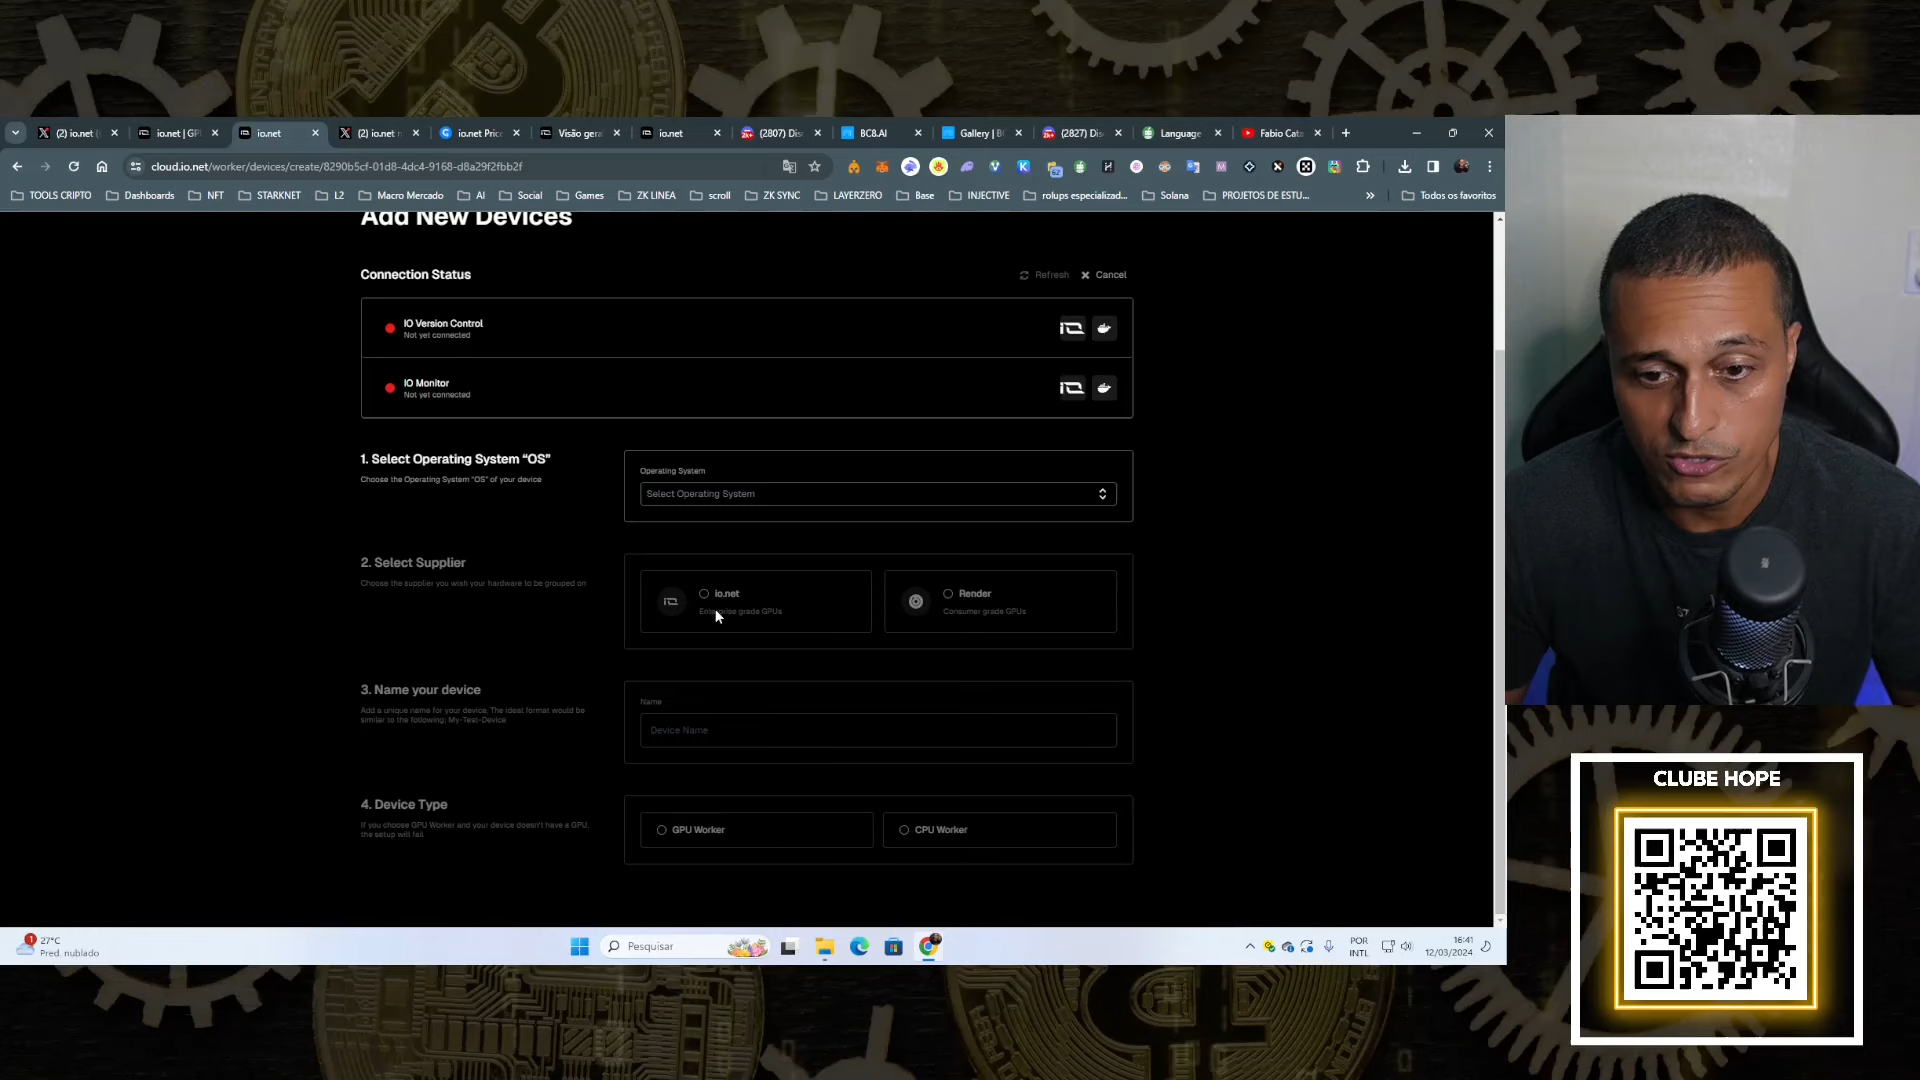 (2) io.net (
io.net | GP
io.net
(2) io.net
io.net Pric
Visão gera
io.net
(2807) Dis
BC8.AI
Gallery | B
(2827) Dis
Language
Fabio Cata
cloud.io.net/worker/devices/create/8290b5cf-01d8-4dc4-9168-d8a29f2fbb2f
TOOLS CRIPTO
Dashboards
NFT
STARKNET
L2
Macro Mercado
AI
Social
Games
ZK LINEA
scroll
ZK SYNC
LAYERZERO
Base
INJECTIVE
rolups especializad...
Solana
PROJETOS DE ESTU...
Todos os favoritos
Add New Devices
Connection Status
Refresh
Cancel
IO Version Control
Not yet connected
IO Monitor
Not yet connected
1. Select Operating System “OS”
Choose the Operating System "OS" of your device
Operating System
Select Operating System
2. Select Supplier
Choose the supplier you wish your hardware to be grouped on
io.net
Enterprise grade GPUs
Render
Consumer grade GPUs
3. Name your device
Add a unique name for your device. The ideal format would be
similar to the following: My-Test-Device
Name
Device Name
4. Device Type
If you choose GPU Worker and your device doesn't have a GPU,
the setup will fail
GPU Worker
CPU Worker
CLUBE HOPE
27°C
Pred. nublado
Pesquisar
POR
INTL
16:41
12/03/2024